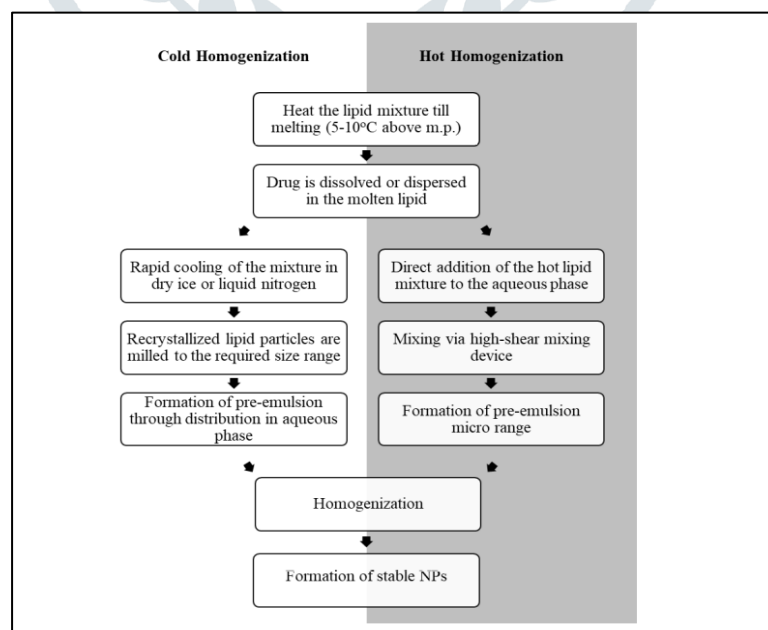 Cold Homogenization
Hot Homogenization
Heat the lipid mixture till
melting (5-10°C above m.p.)
Drug is dissolved or dispersed
in the molten lipid
Rapid cooling of the mixture in
dry ice or liquid nitrogen
Recrystallized lipid particles are
milled to the required size range
Formation of pre-emulsion
through distribution in aqueous
phase
Direct addition of the hot lipid
mixture to the aqueous phase
Mixing via high-shear mixing
device
Formation of pre-emulsion
micro range
Homogenization
Formation of stable NPs